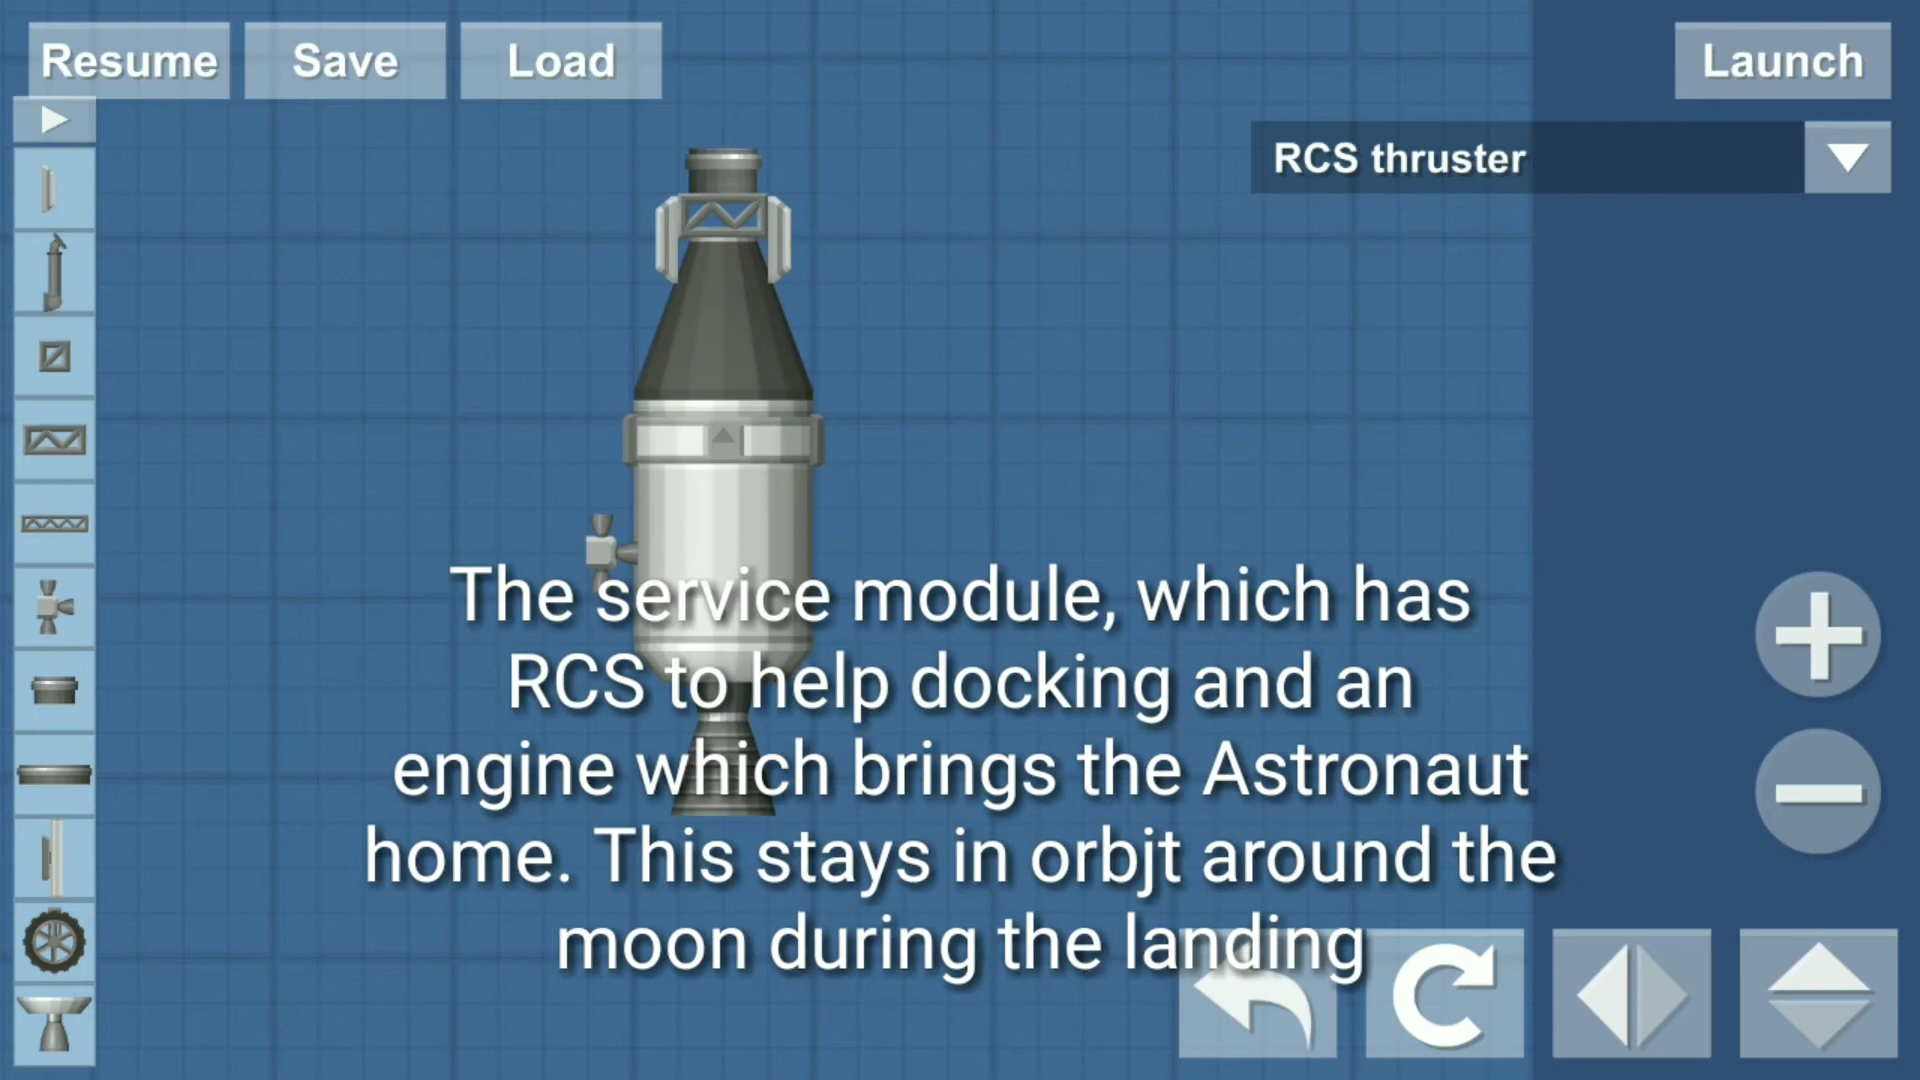 Resume Save Load Launch
RCS thruster
The service module, which has
RCS to help docking and an
engine which brings the Astronaut
home. This stays in orbjt around the
moon during the landing